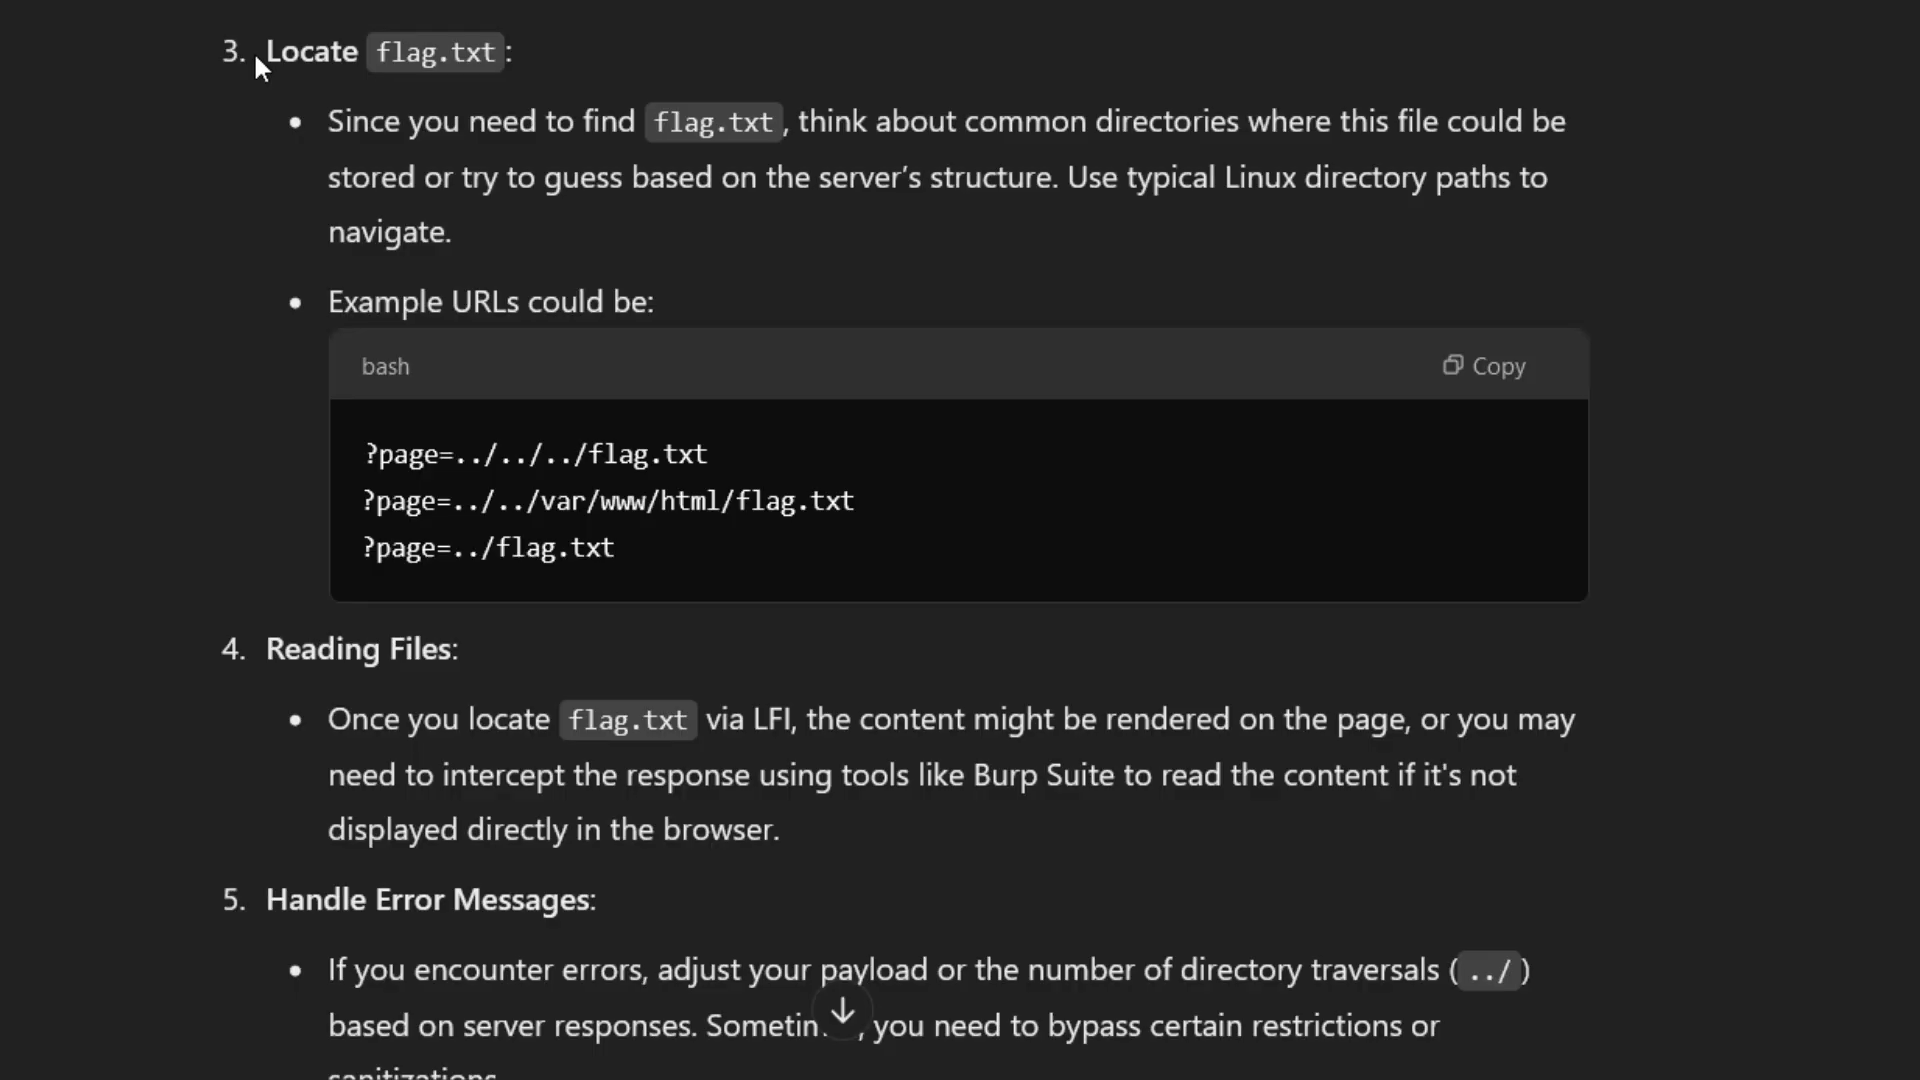 3. Locate flag.txt:
• Since you need to find flag.txt, think about common directories where this file could be
stored or try to guess based on the server’s structure. Use typical Linux directory paths to
navigate.
• Example URLs could be:
bash
Copy
?page=../../../flag.txt
?page=../../var/www/html/flag.txt
?page=../flag.txt
4. Reading Files:
• Once you locate flag.txt via LFI, the content might be rendered on the page, or you may
need to intercept the response using tools like Burp Suite to read the content if it's not
displayed directly in the browser.
5. Handle Error Messages:
• If you encounter errors, adjust your payload or the number of directory traversals ( ../ )
based on server responses. , you need to bypass certain restrictions or